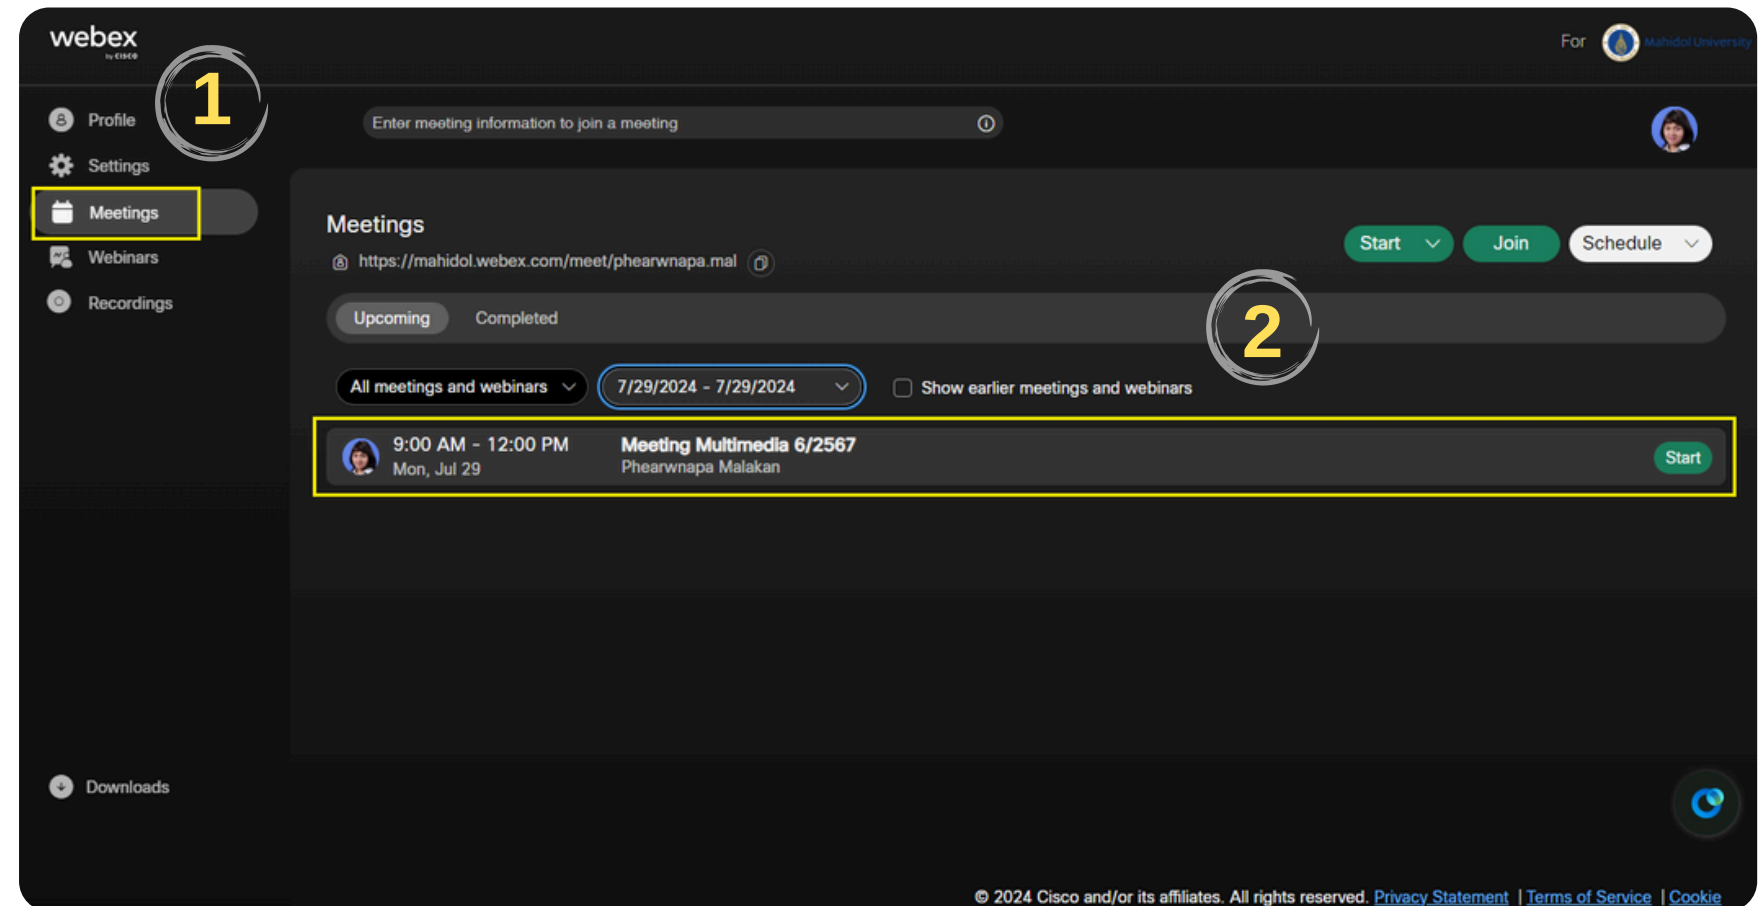 webex
by CISCO
For Mahidol University
1
Profile
Settings
Meetings
Webinars
Recordings
Downloads
Enter meeting information to join a meeting
Meetings
https://mahidol.webex.com/meet/phearwnapa.mal
Start
Join
Schedule
Upcoming Completed
2
All meetings and webinars 7/29/2024 - 7/29/2024 Show earlier meetings and webinars
9:00 AM - 12:00 PM Meeting Multimedia 6/2567
Mon, Jul 29 Phearwnapa Malakan
Start
© 2024 Cisco and/or its affiliates. All rights reserved. Privacy Statement | Terms of Service | Cookie